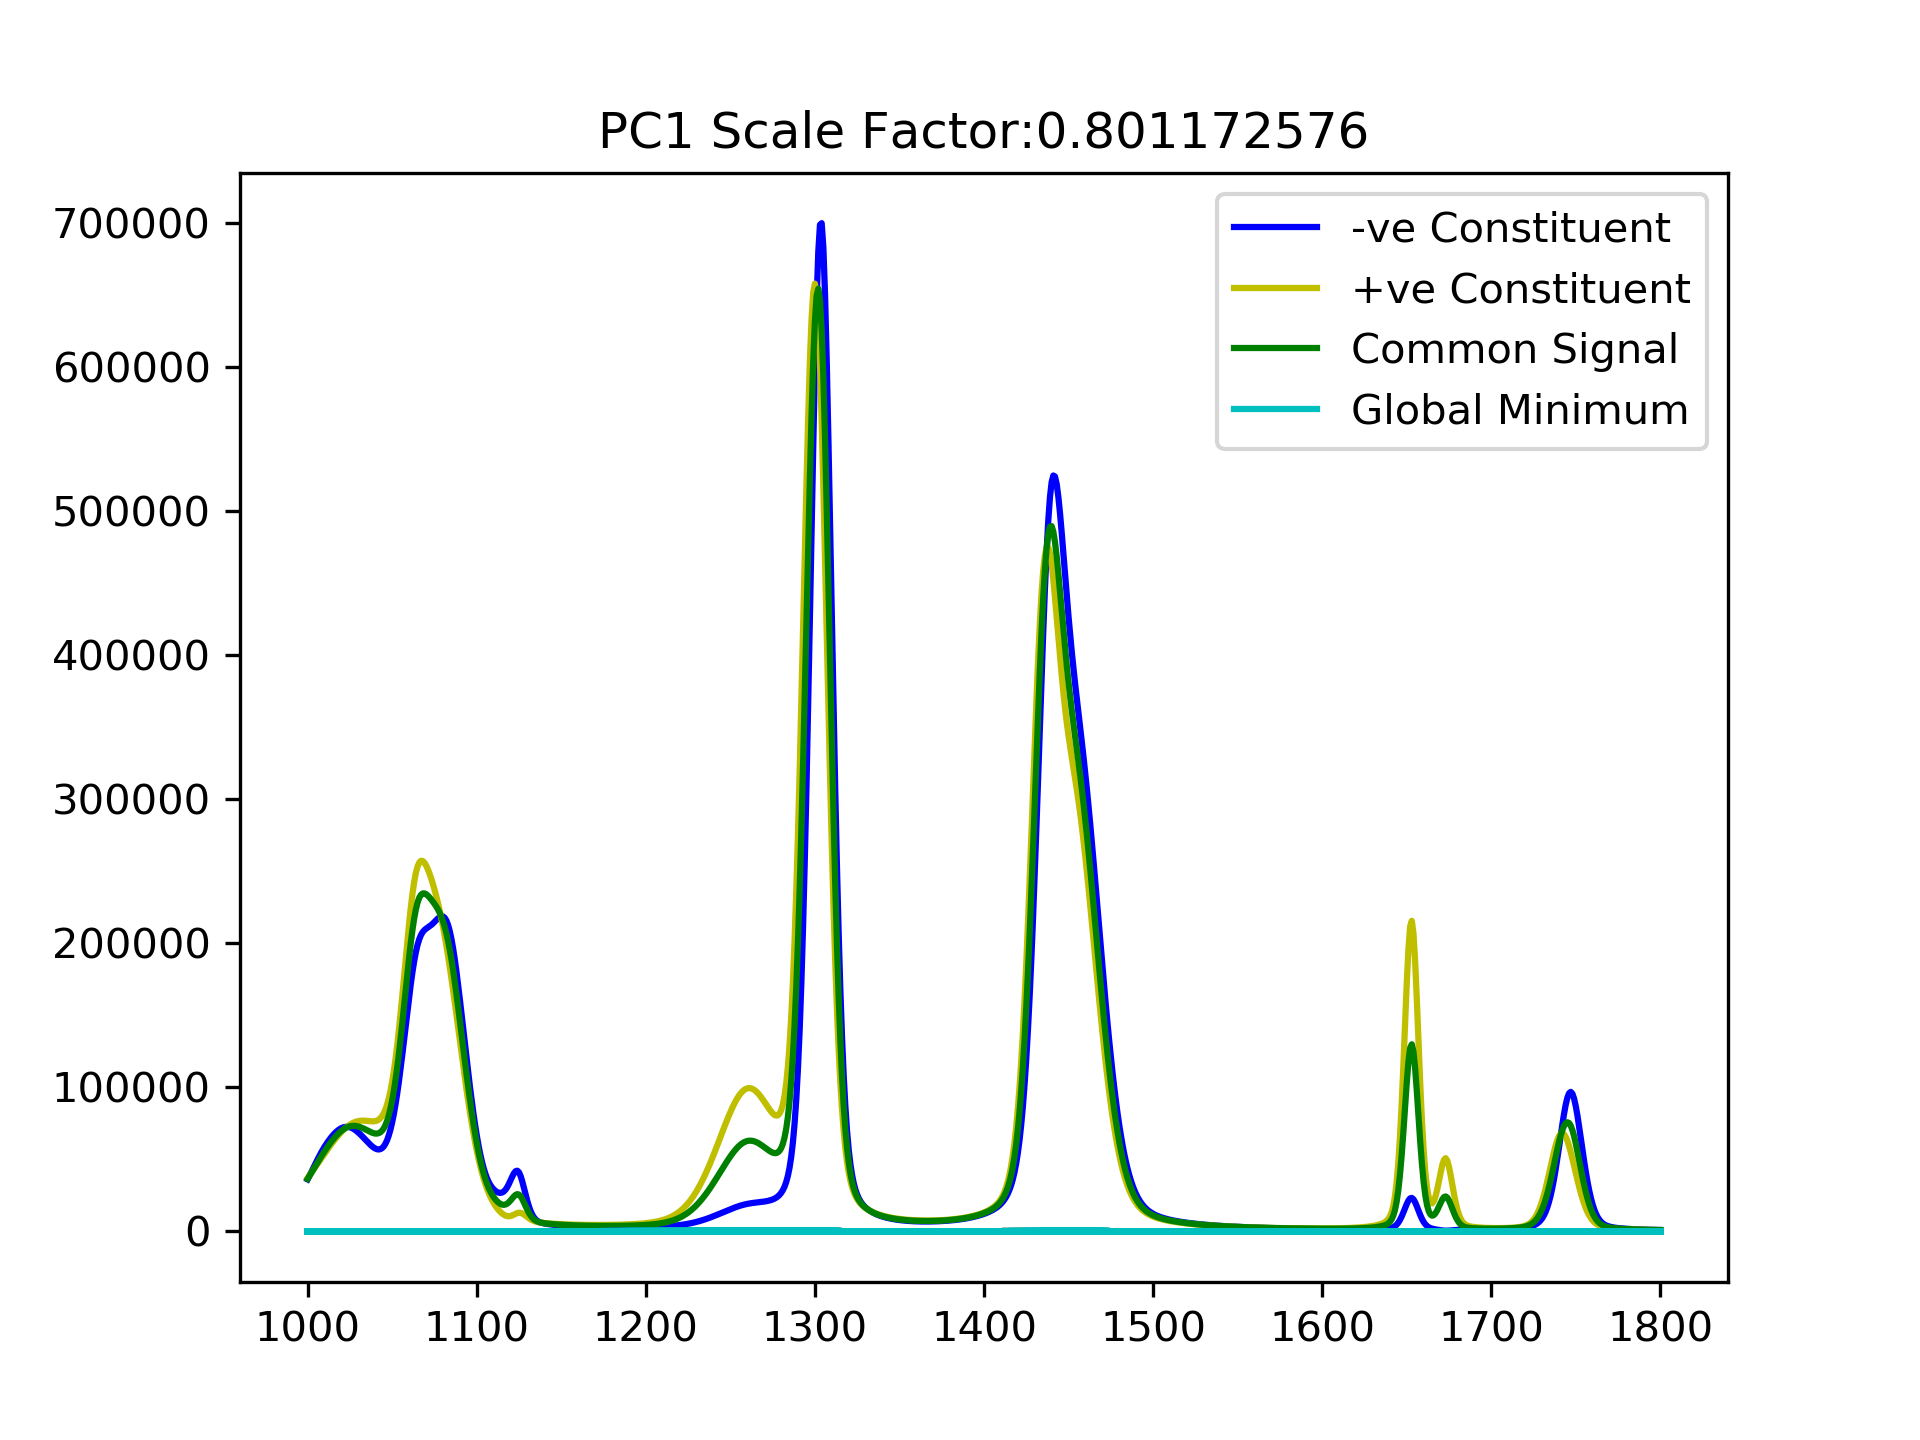 PC1 Scale Factor:0.801172576
-ve Constituent
+ve Constituent
Common Signal
Global Minimum
700000
600000
500000
400000
300000
200000
100000
0
1000 1100 1200 1300 1400 1500 1600 1700 1800